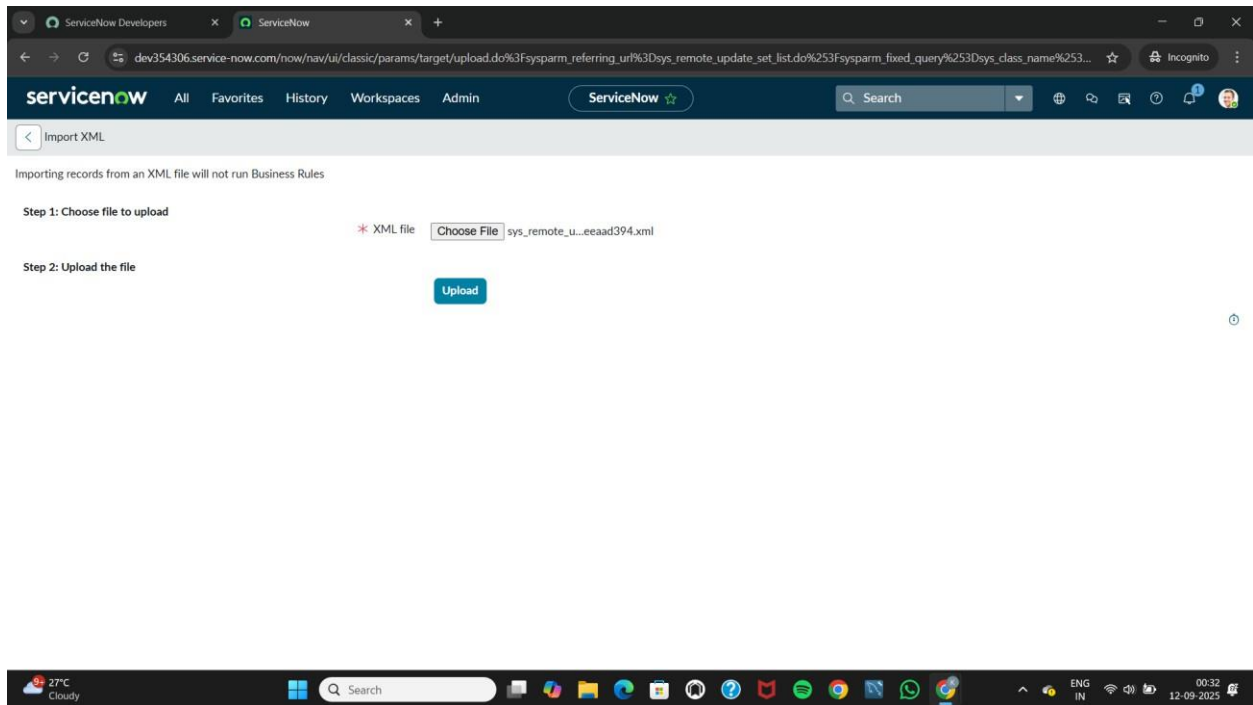 ServiceNow Developers
ServiceNow
dev354306.service-now.com/now/nav/ui/classic/params/target/upload.do%3Fsysparm_referring_url%3Dsys_remote_update_set_list.do%253Fsysparm_fixed_query%253Dsys_class_name%253...
Incognito
servicenow All Favorites History Workspaces Admin ServiceNow Search 1
Import XML
Importing records from an XML file will not run Business Rules
Step 1: Choose file to upload
* XML file Choose File sys_remote_u...eeaad394.xml
Step 2: Upload the file
Upload
9+ 27°C
Cloudy
Search
ENG
IN
00:32
12-09-2025